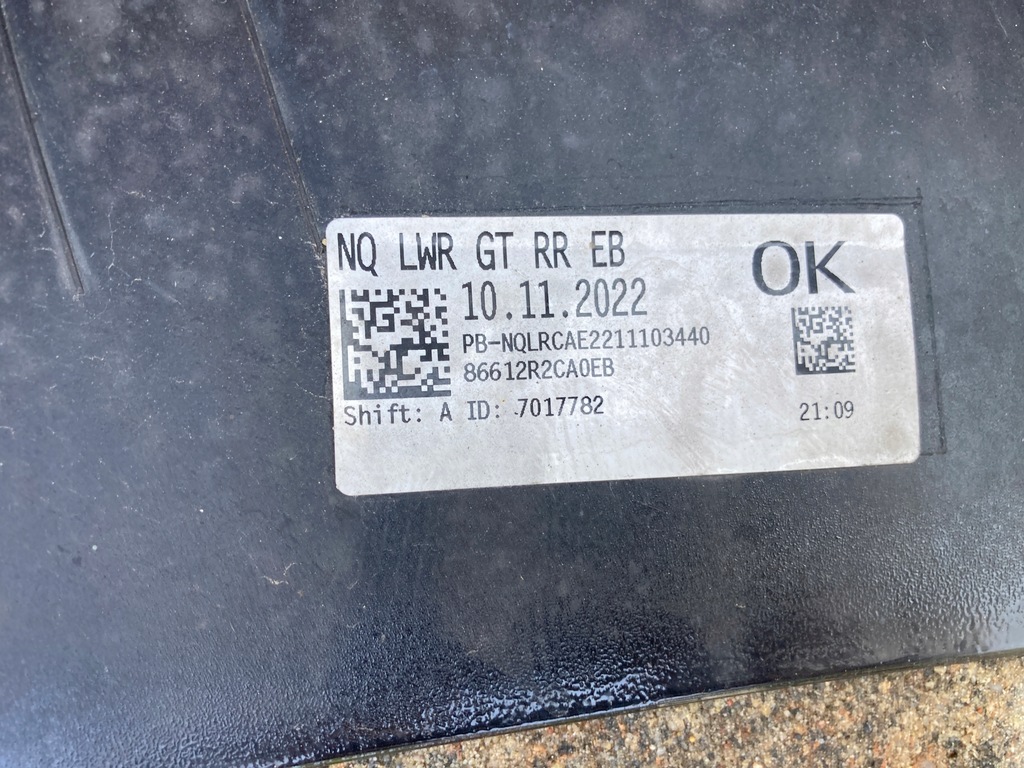 NQ LWR GT RR EB
OK
10.11.2022
PB-NQLRCAE2211103440
86612R2CA0EB
Shift: A ID: 7017782
21:09